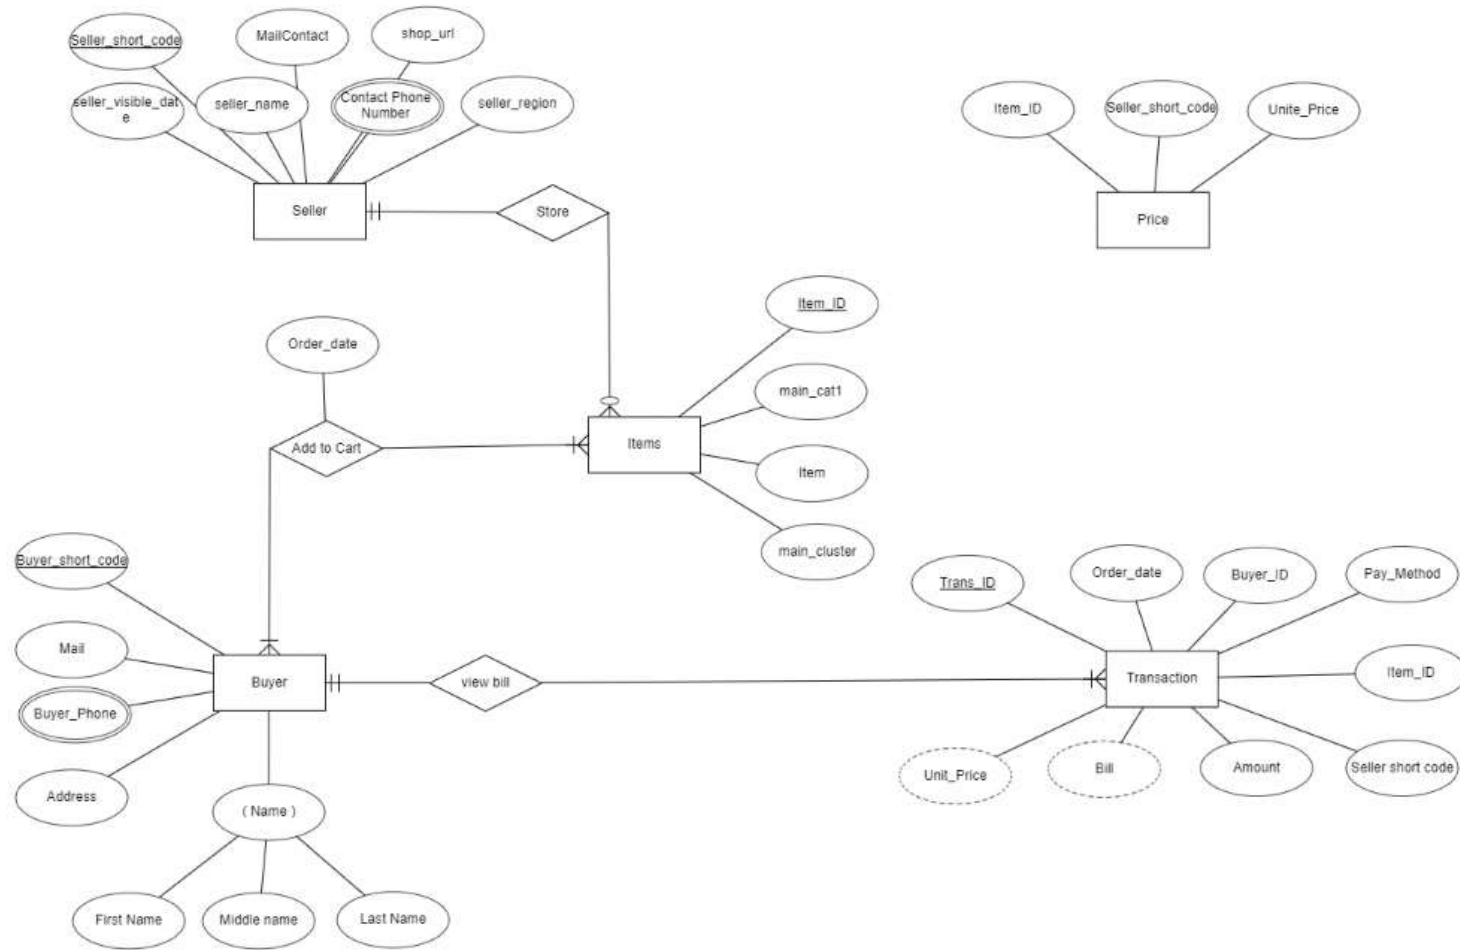 Seller_short_code
MailContact
shop_url
seller_visible_dat
e
seller_name
Contact Phone
Number
seller_region
Seller
Store
Item_ID
Seller_short_code
Unite_Price
Price
Order_date
Add to Cart
Items
Item_ID
main_cat1
Item
main_cluster
Buyer_short_code
Mail
Buyer_Phone
Address
Buyer
view bill
( Name )
First Name
Middle name
Last Name
Trans_ID
Order_date
Buyer_ID
Pay_Method
Transaction
Item_ID
Unit_Price
Bill
Amount
Seller short code